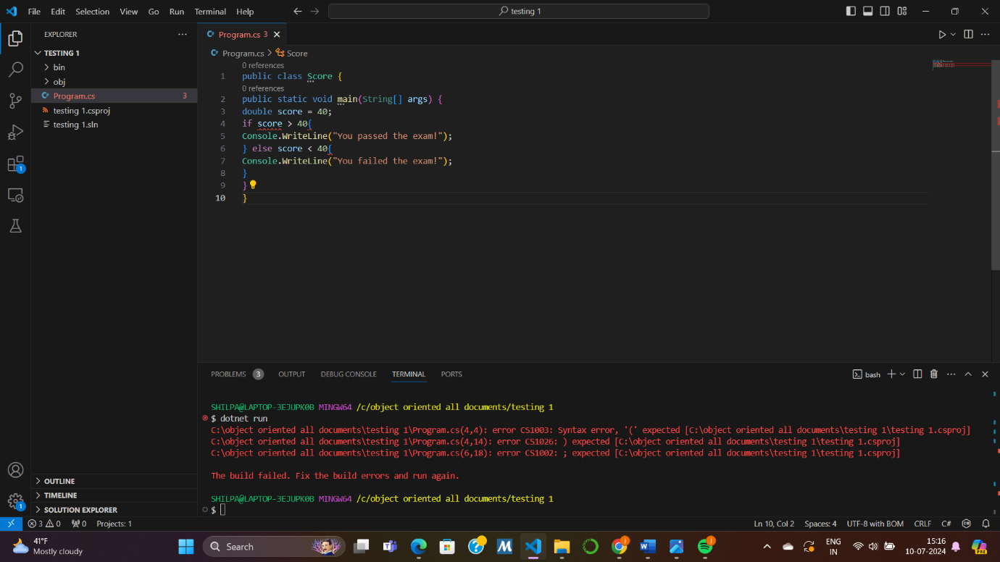 File Edit Selection View Go Run Terminal Help testing 1
EXPLORER
Program.cs 3
TESTING 1
Program.cs > Score
bin
obj
Program.cs 3
testing 1.csproj
testing 1.sln
0 references
1 public class Score {
0 references
2 public static void main(String[] args) {
3 double score = 40;
4 if score > 40{
5 Console.WriteLine("You passed the exam!");
6 } else score < 40{
7 Console.WriteLine("You failed the exam!");
8 }
9 }
10 }
1
PROBLEMS 3 OUTPUT DEBUG CONSOLE TERMINAL PORTS bash
SHILPA@LAPTOP-3EJUPK0B MINGW64 /c/object oriented all documents/testing 1
$ dotnet run
C:\object oriented all documents\testing 1\Program.cs(4,4): error CS1003: Syntax error, '(' expected [C:\object oriented all documents\testing 1\testing 1.csproj]
C:\object oriented all documents\testing 1\Program.cs(4,14): error CS1026: ) expected [C:\object oriented all documents\testing 1\testing 1.csproj]
C:\object oriented all documents\testing 1\Program.cs(6,18): error CS1002: ; expected [C:\object oriented all documents\testing 1\testing 1.csproj]
The build failed. Fix the build errors and run again.
SHILPA@LAPTOP-3EJUPK0B MINGW64 /c/object oriented all documents/testing 1
$
OUTLINE
TIMELINE
SOLUTION EXPLORER
1
3 0 0 Projects: 1 Ln 10, Col 2 Spaces: 4 UTF-8 with BOM CRLF C#
41°F
Mostly cloudy
Search
ENG
IN
15:16
10-07-2024
PRE